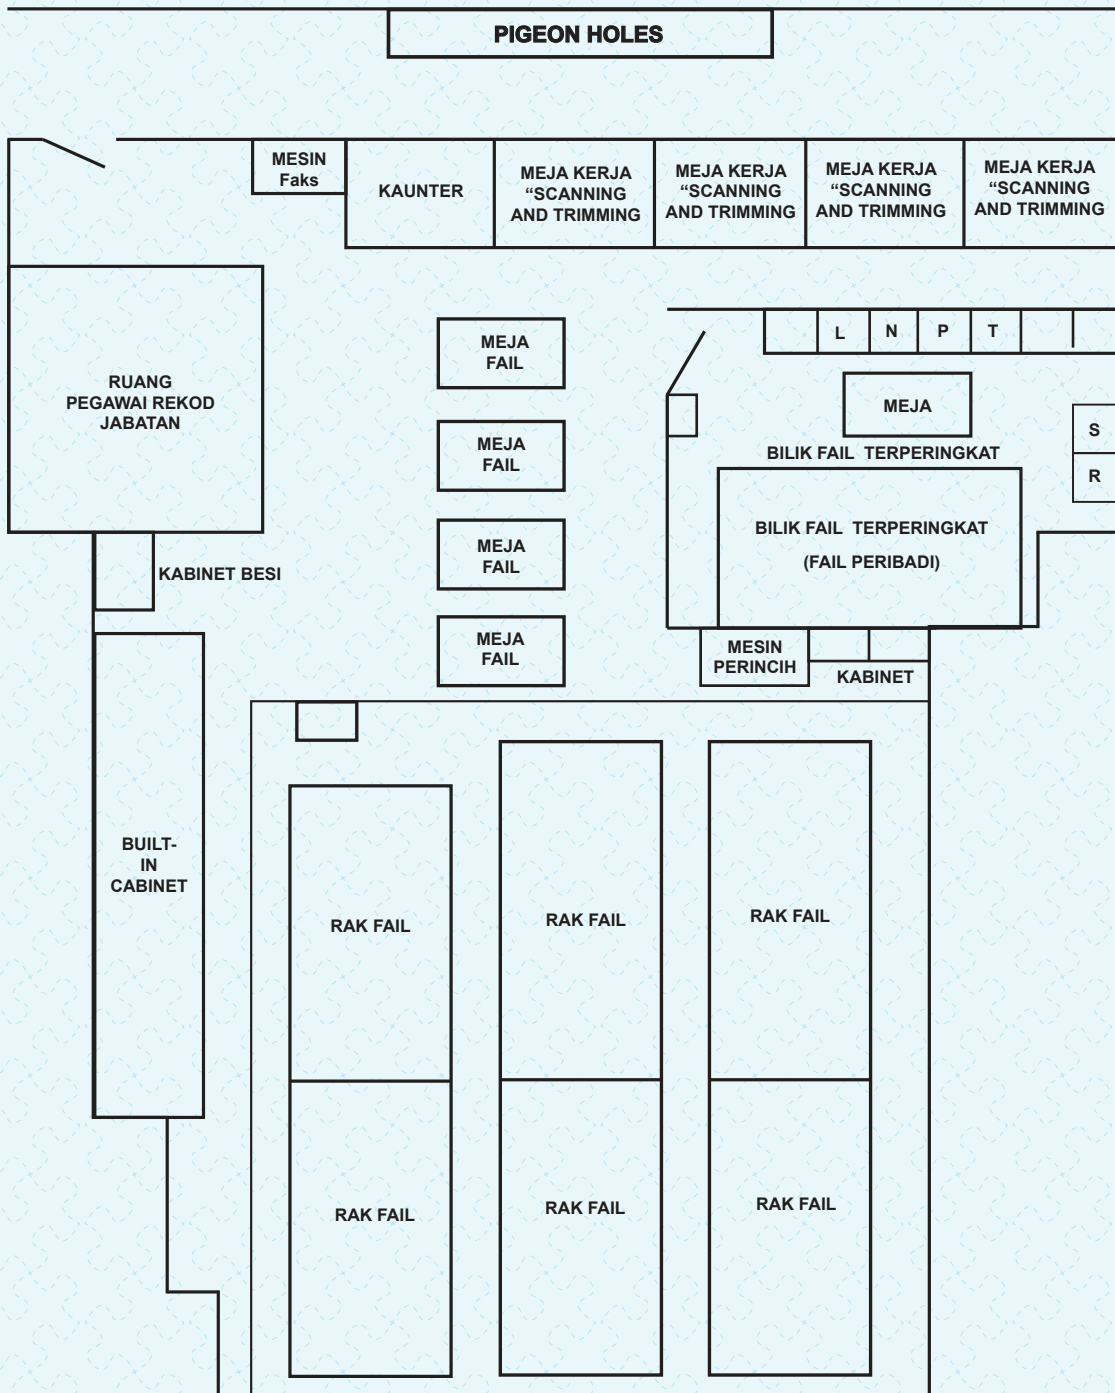 PIGEON HOLES
MESIN
Faks
KAUNTER
MEJA KERJA
“SCANNING
AND TRIMMING
MEJA KERJA
“SCANNING
AND TRIMMING
MEJA KERJA
“SCANNING
AND TRIMMING
MEJA KERJA
“SCANNING
AND TRIMMING
RUANG
PEGAWAI REKOD
JABATAN
MEJA
FAIL
L N P T
MEJA
S
R
MEJA
FAIL
BILIK FAIL TERPERINGKAT
BILIK FAIL TERPERINGKAT
(FAIL PERIBADI)
MEJA
FAIL
KABINET BESI
MEJA
FAIL
MESIN
PERINCIH
KABINET
BUILT-
IN
CABINET
RAK FAIL
RAK FAIL
RAK FAIL
RAK FAIL
RAK FAIL
RAK FAIL